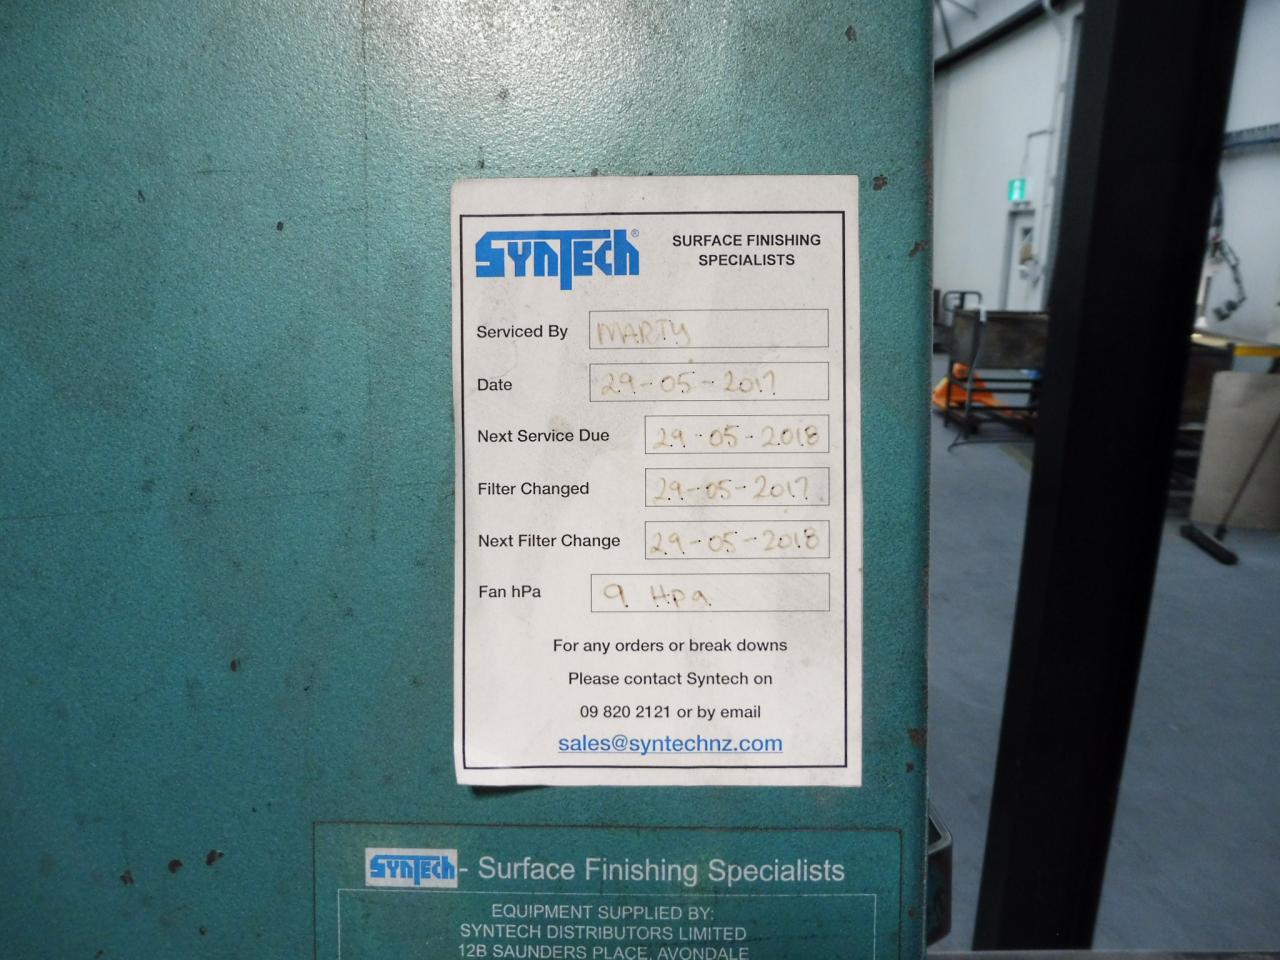 SYNTECH®
SURFACE FINISHING
SPECIALISTS
Serviced By MARTY
Date 29-05-2017
Next Service Due 29-05-2018
Filter Changed 29-05-2017
Next Filter Change 29-05-2018
Fan hPa 9 Hpa
For any orders or break downs
Please contact Syntech on
09 820 2121 or by email
sales@syntechnz.com
SYNTECH - Surface Finishing Specialists
EQUIPMENT SUPPLIED BY:
SYNTECH DISTRIBUTORS LIMITED
12B SAUNDERS PLACE, AVONDALE